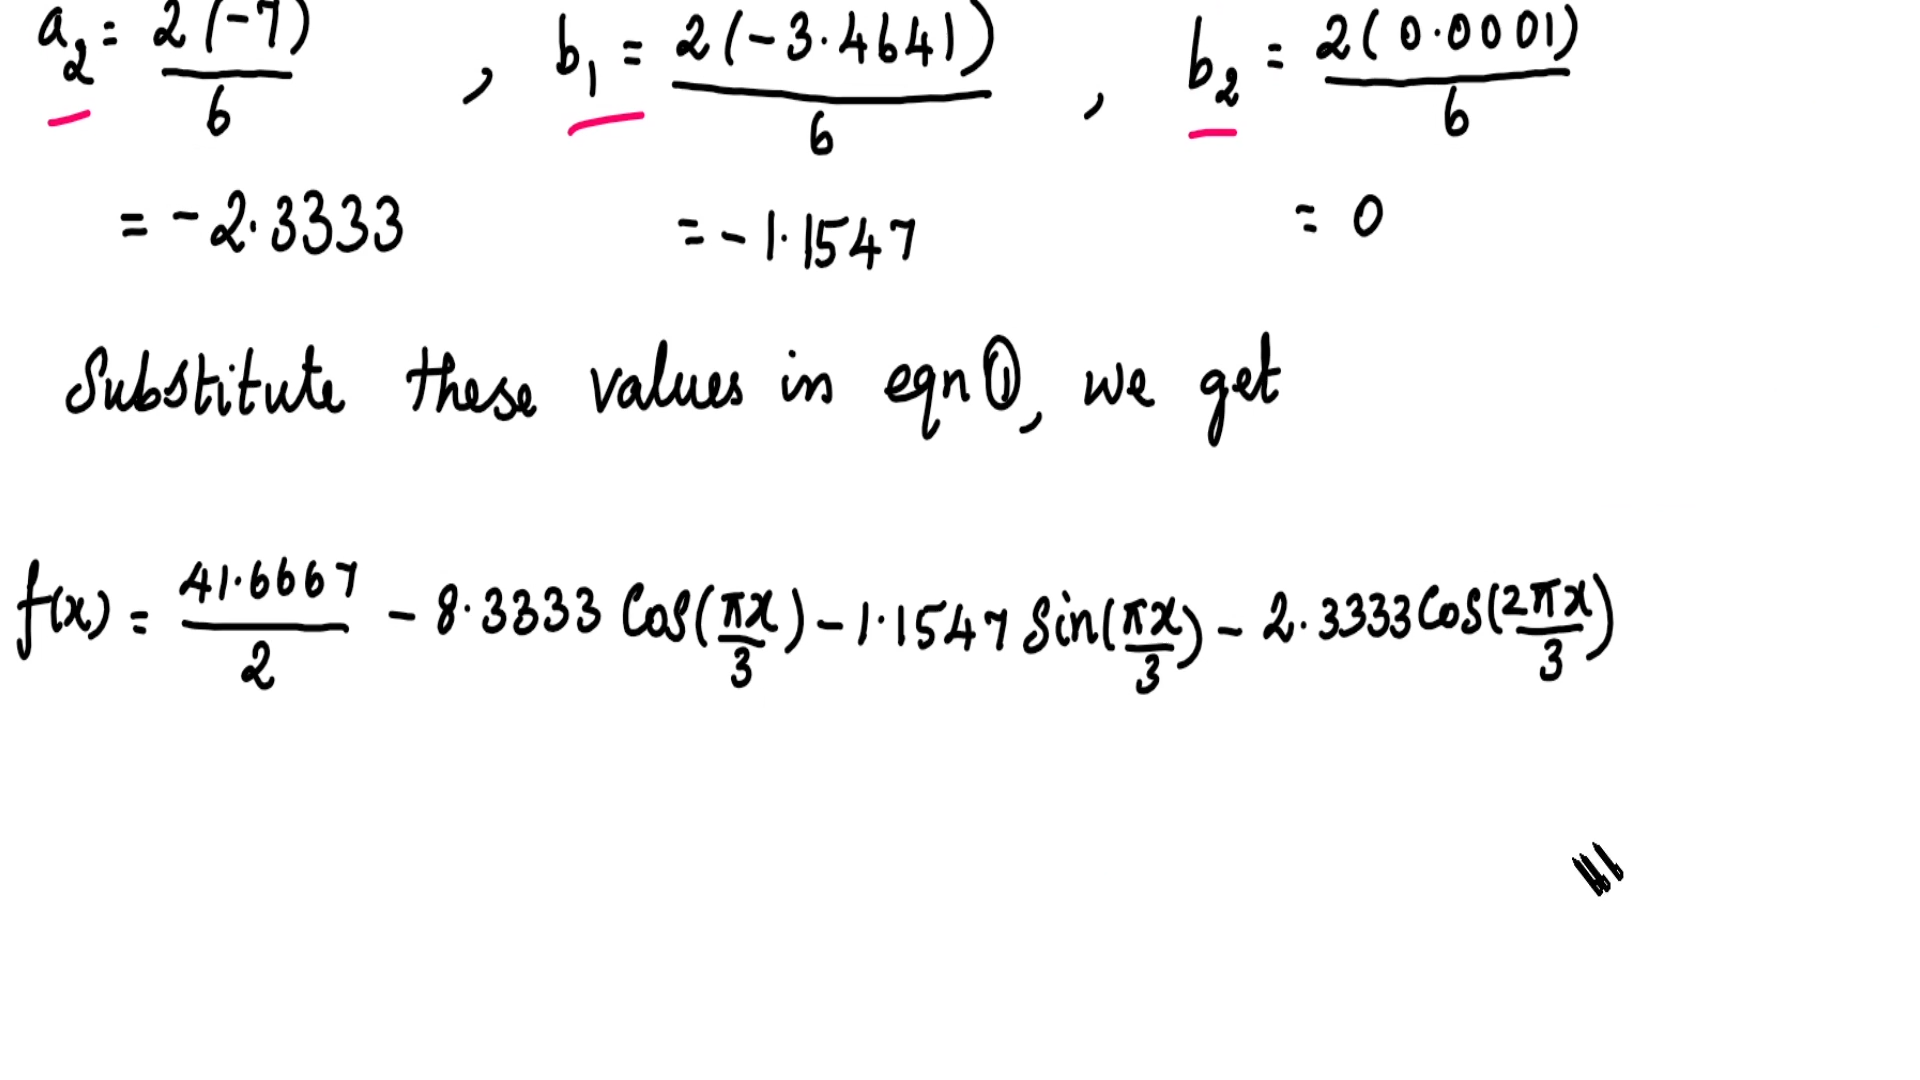 a₂ = 2(-7)/6 , b₁ = 2(-3.4641)/6 , b₂ = 2(0.0001)/6
= -2.3333 = -1.1547 = 0
Substitute these values in eqn①, we get
f(x) = 41.6667/2 - 8.3333 Cos(πx/3) - 1.1547 Sin(πx/3) - 2.3333 Cos(2πx/3)